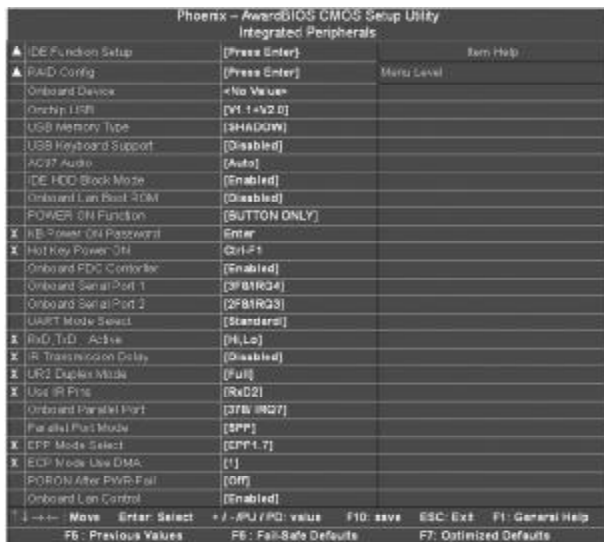 Phoenix – AwardBIOS CMOS Setup Utility
Integrated Peripherals
▲ IDE Function Setup [Press Enter] Item Help
▲ RAID Config [Press Enter] Menu Level
Onboard Device <No Value>
Onchip USB [V1.1+V2.0]
USB Memory Type [SHADOW]
USB Keyboard Support [Disabled]
AC97 Audio [Auto]
IDE HDD Block Mode [Enabled]
Onboard Lan Boot ROM [Disabled]
POWER ON Function [BUTTON ONLY]
X KB Power ON Password Enter
X Hot Key Power ON Ctrl-F1
Onboard FDC Contorller [Enabled]
Onboard Serial Port 1 [3F8/IRQ4]
Onboard Serial Port 2 [2F8/IRQ3]
UART Mode Select [Standard]
X RxD,TxD Active [Hi,Lo]
X IR Transmission Delay [Disabled]
X UR2 Duplex Mode [Full]
X Use IR Pins [RxD2]
Onboard Parallel Port [378/ IRQ7]
Parallel Port Mode [SPP]
X EPP Mode Select [EPP1.7]
X ECP Mode Use DMA [1]
PORON After PWR-Fail [Off]
Onboard Lan Control [Enabled]
↑↓→← : Move Enter: Select + / - /PU / PD: value F10: save ESC: Exit F1: General Help
F5 : Previous Values F6 : Fail-Safe Defaults F7: Optimized Defaults